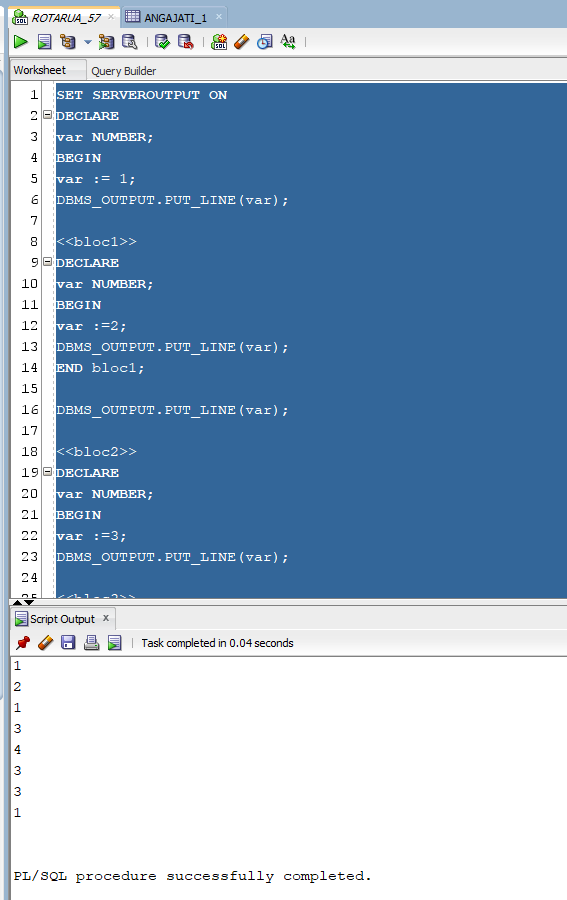 ROTARUA_57 ANGAJATI_1
Worksheet Query Builder
1 SET SERVEROUTPUT ON
2 DECLARE
3 var NUMBER;
4 BEGIN
5 var := 1;
6 DBMS_OUTPUT.PUT_LINE(var);
7
8 <<bloc1>>
9 DECLARE
10 var NUMBER;
11 BEGIN
12 var :=2;
13 DBMS_OUTPUT.PUT_LINE(var);
14 END bloc1;
15
16 DBMS_OUTPUT.PUT_LINE(var);
17
18 <<bloc2>>
19 DECLARE
20 var NUMBER;
21 BEGIN
22 var :=3;
23 DBMS_OUTPUT.PUT_LINE(var);
24
Script Output x
Task completed in 0.04 seconds
1
2
1
3
4
3
3
1
PL/SQL procedure successfully completed.